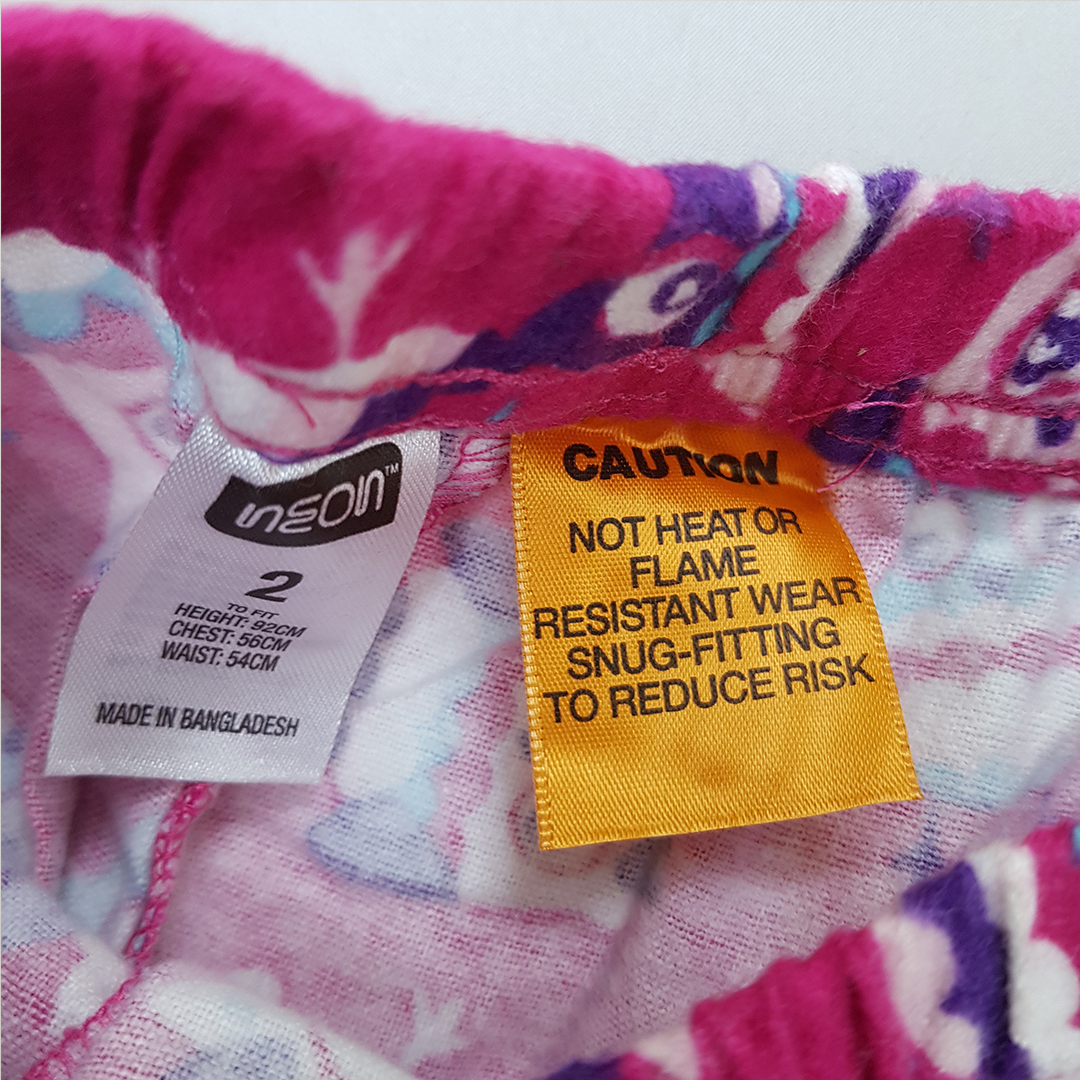 TM
2
TO FIT
HEIGHT: 92CM
CHEST: 56CM
WAIST: 54CM
MADE IN BANGLADESH
CAUTION
NOT HEAT OR
FLAME
RESISTANT WEAR
SNUG-FITTING
TO REDUCE RISK